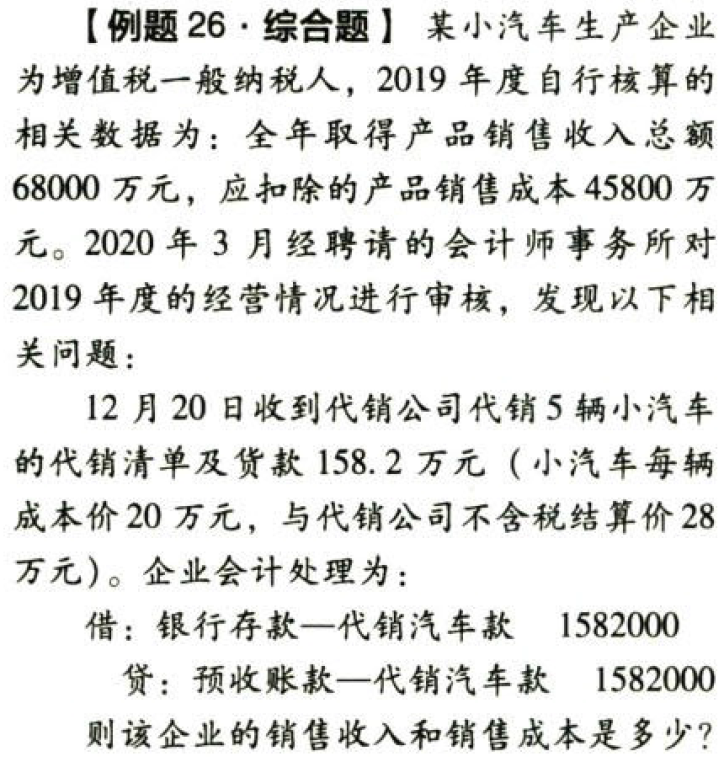 【例题 26·综合题】 某小汽车生产企业
为增值税一般纳税人，2019 年度自行核算的
相关数据为：全年取得产品销售收入总额
68000 万元，应扣除的产品销售成本 45800 万
元。2020 年 3 月经聘请的会计师事务所对
2019 年度的经营情况进行审核，发现以下相
关问题：
12 月 20 日收到代销公司代销 5 辆小汽车
的代销清单及货款 158.2 万元（小汽车每辆
成本价 20 万元，与代销公司不含税结算价 28
万元）。企业会计处理为：
借：银行存款—代销汽车款 1582000
贷：预收账款—代销汽车款 1582000
则该企业的销售收入和销售成本是多少？